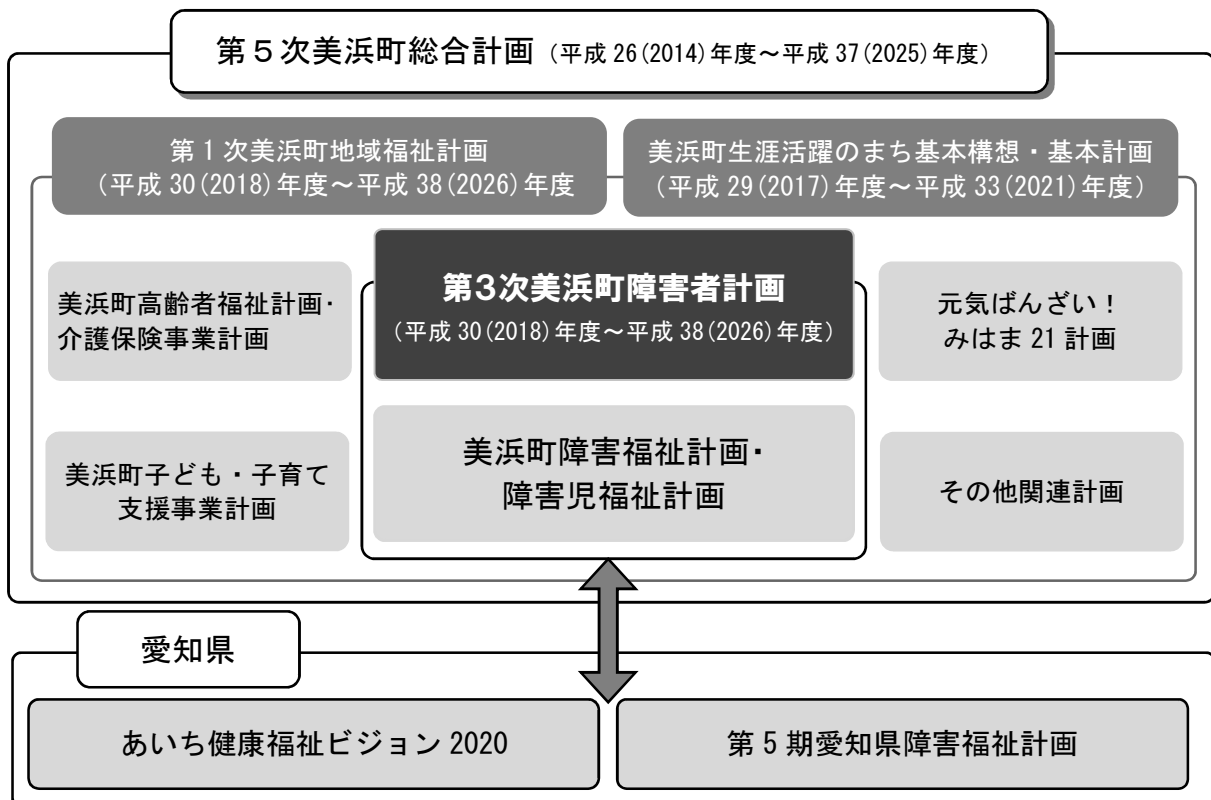 第5次美浜町総合計画（平成26(2014)年度～平成37(2025)年度）
第1次美浜町地域福祉計画
（平成30(2018)年度～平成38(2026)年度
美浜町生涯活躍のまち基本構想・基本計画
（平成29(2017)年度～平成33(2021)年度）
美浜町高齢者福祉計画・
介護保険事業計画
第3次美浜町障害者計画
（平成30(2018)年度～平成38(2026)年度）
元気ばんざい！
みはま21計画
美浜町子ども・子育て
支援事業計画
美浜町障害福祉計画・
障害児福祉計画
その他関連計画
愛知県
あいち健康福祉ビジョン2020
第5期愛知県障害福祉計画